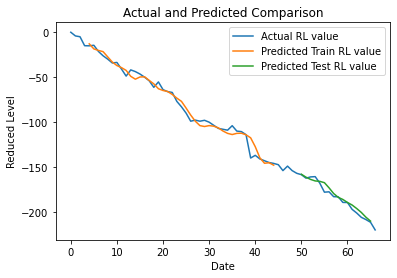 Actual and Predicted Comparison
Actual RL value
Predicted Train RL value
Predicted Test RL value
Reduced Level
0
−50
−100
−150
−200
0 10 20 30 40 50 60
Date